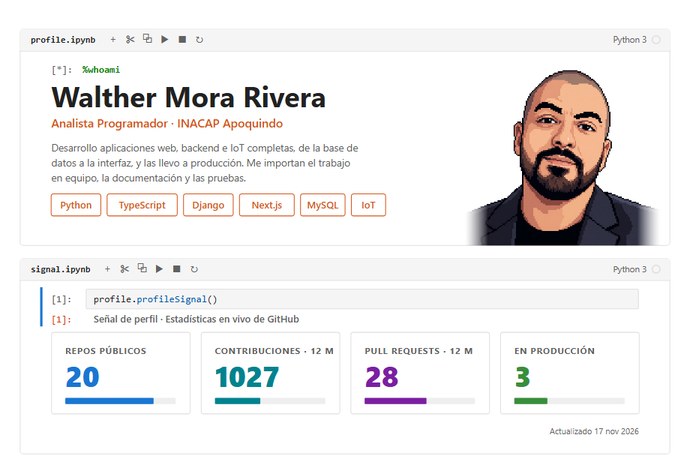 profile.ipynb
Python 3
[*]: %whoami
Walther Mora Rivera
Analista Programador · INACAP Apoquindo
Desarrollo aplicaciones web, backend e IoT completas, de la base de
datos a la interfaz, y las llevo a producción. Me importan el trabajo
en equipo, la documentación y las pruebas.
Python TypeScript Django Next.js MySQL IoT
signal.ipynb
Python 3
[1]: profile.profileSignal()
[1]: Señal de perfil · Estadísticas en vivo de GitHub
REPOS PÚBLICOS
20
CONTRIBUCIONES · 12 M
1027
PULL REQUESTS · 12 M
28
EN PRODUCCIÓN
3
Actualizado 17 nov 2026